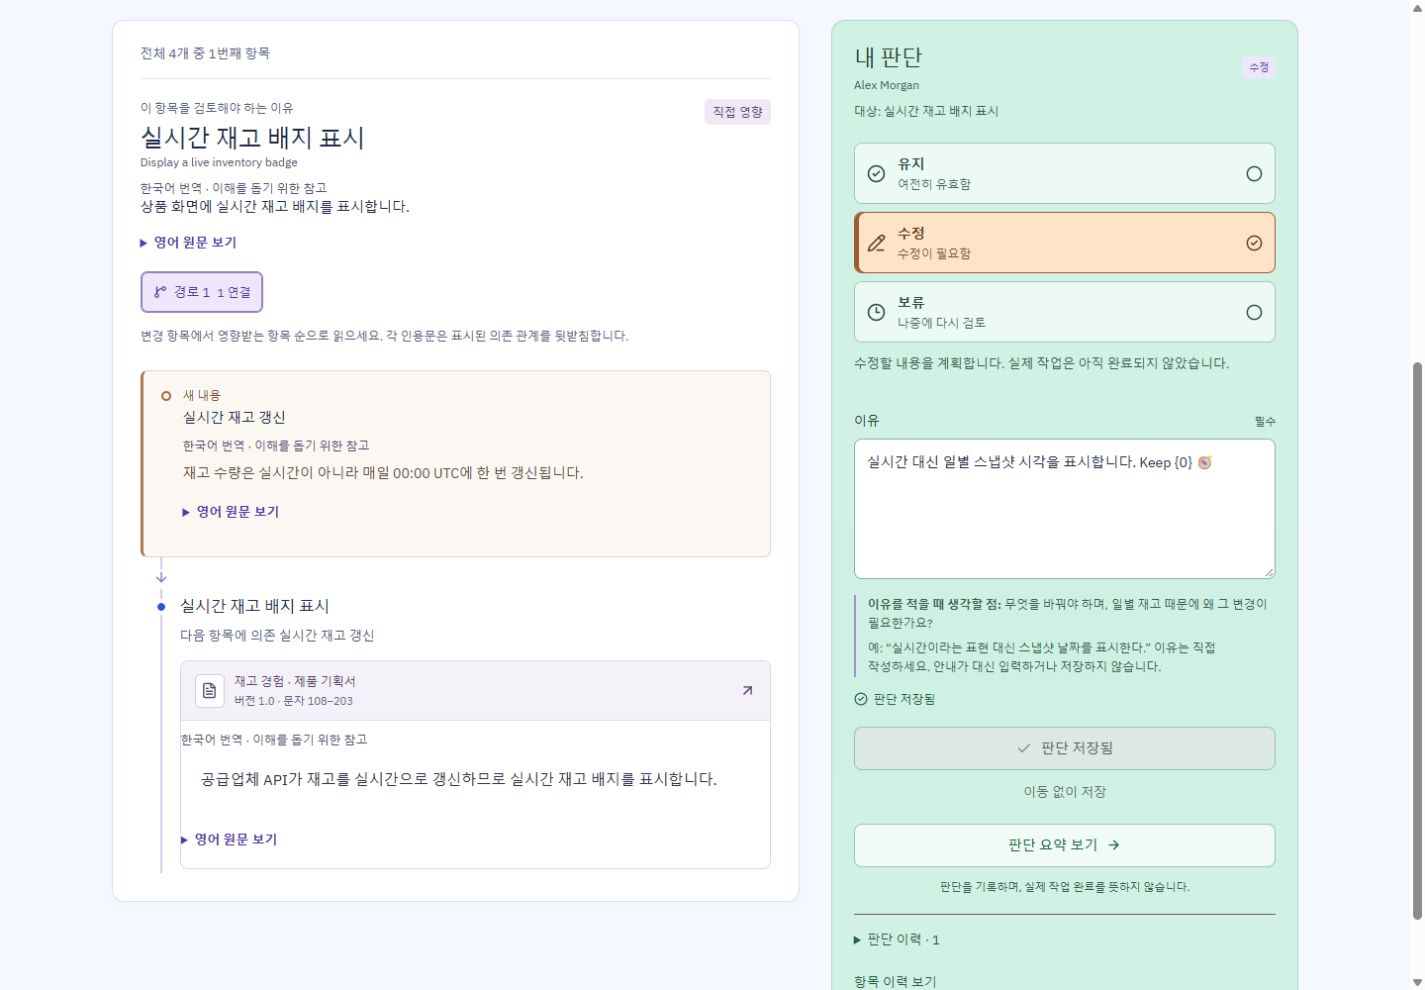 전체 4개 중 1번째 항목
이 항목을 검토해야 하는 이유
직접 영향
실시간 재고 배지 표시
Display a live inventory badge
한국어 번역 · 이해를 돕기 위한 참고
상품 화면에 실시간 재고 배지를 표시합니다.
▶ 영어 원문 보기
경로 1 1 연결
변경 항목에서 영향받는 항목 순으로 읽으세요. 각 인용문은 표시된 의존 관계를 뒷받침합니다.
새 내용
실시간 재고 갱신
한국어 번역 · 이해를 돕기 위한 참고
재고 수량은 실시간이 아니라 매일 00:00 UTC에 한 번 갱신됩니다.
▶ 영어 원문 보기
실시간 재고 배지 표시
다음 항목에 의존 실시간 재고 갱신
재고 경험 · 제품 기획서
버전 1.0 · 문자 108–203
한국어 번역 · 이해를 돕기 위한 참고
공급업체 API가 재고를 실시간으로 갱신하므로 실시간 재고 배지를 표시합니다.
▶ 영어 원문 보기
내 판단
수정
Alex Morgan
대상: 실시간 재고 배지 표시
유지
여전히 유효함
수정
수정이 필요함
보류
나중에 다시 검토
수정할 내용을 계획합니다. 실제 작업은 아직 완료되지 않았습니다.
이유
필수
실시간 대신 일별 스냅샷 시각을 표시합니다. Keep {0} 🧭
이유를 적을 때 생각할 점: 무엇을 바꿔야 하며, 일별 재고 때문에 왜 그 변경이
필요한가요?
예: “실시간이라는 표현 대신 스냅샷 날짜를 표시한다.” 이유는 직접
작성하세요. 안내가 대신 입력하거나 저장하지 않습니다.
판단 저장됨
판단 저장됨
이동 없이 저장
판단 요약 보기 →
판단을 기록하며, 실제 작업 완료를 뜻하지 않습니다.
▶ 판단 이력 · 1
항목 이력 보기